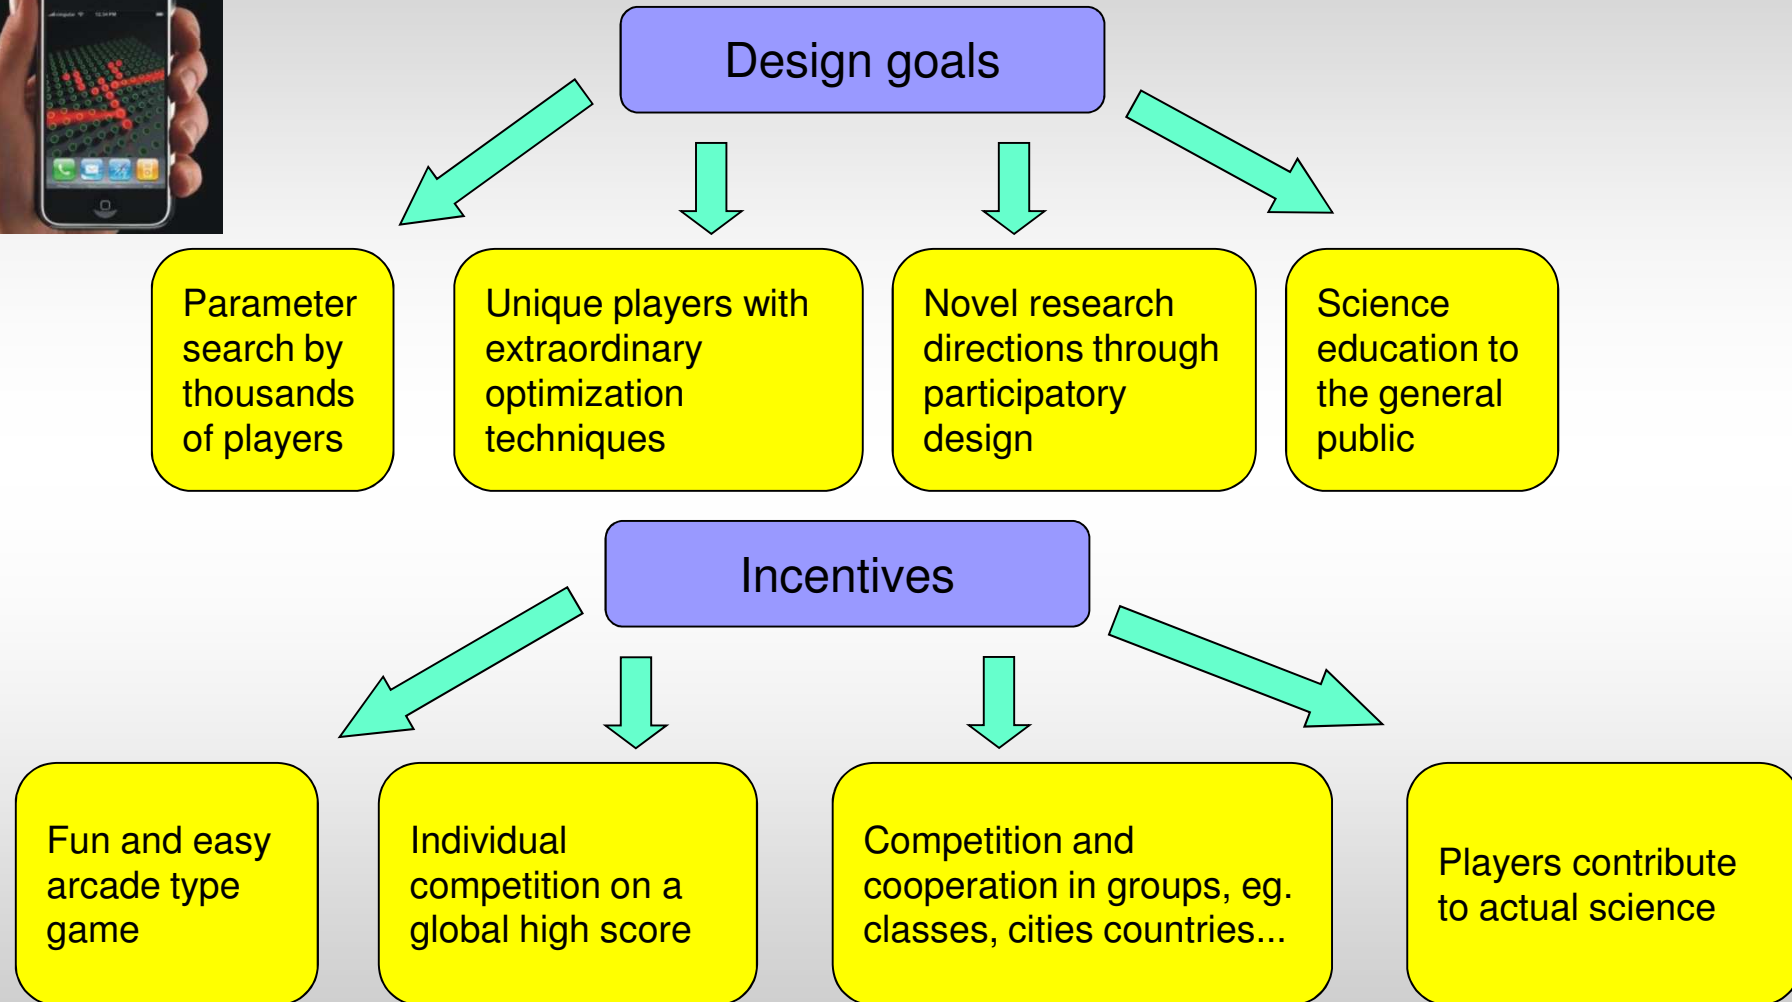 Design goals
Parameter
search by
thousands
of players
Unique players with
extraordinary
optimization
techniques
Novel research
directions through
participatory
design
Science
education to
the general
public
Incentives
Fun and easy
arcade type
game
Individual
competition on a
global high score
Competition and
cooperation in groups, eg.
classes, cities countries...
Players contribute
to actual science